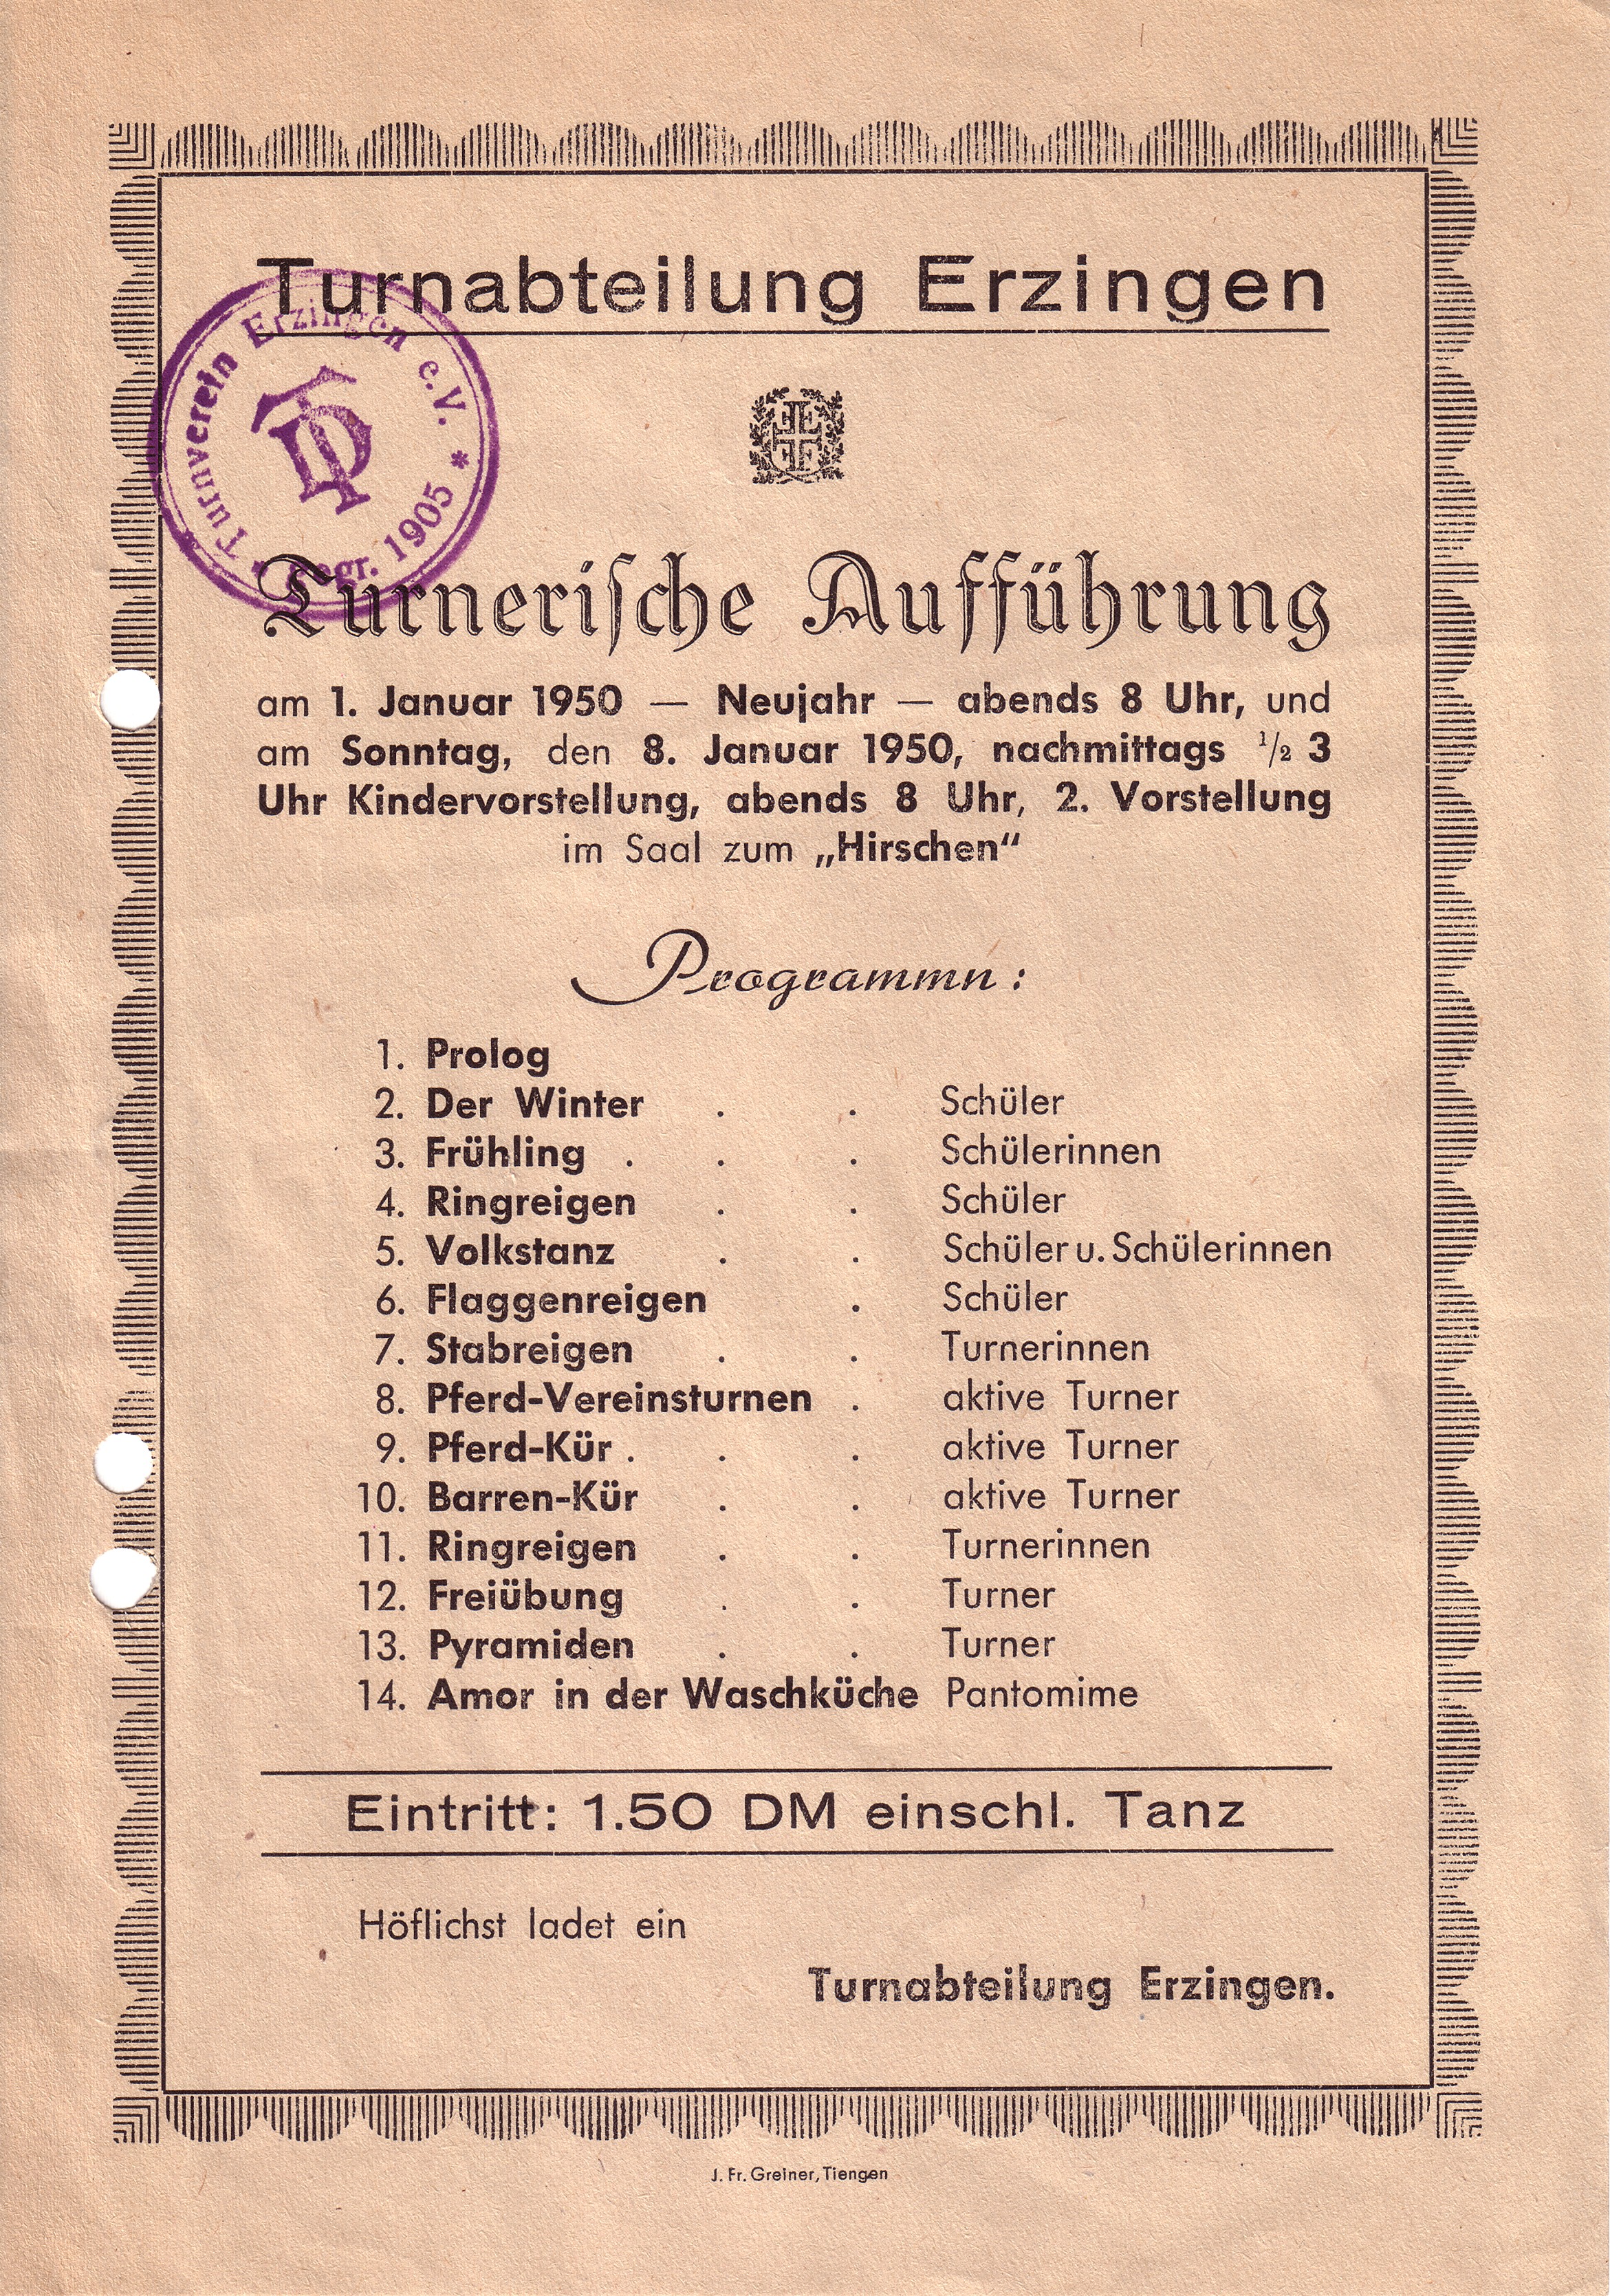 Turnabteilung Erzingen
Turnverein Erzingen e.V.
gegr. 1905
Turneriſche Aufführung
am 1. Januar 1950 — Neujahr — abends 8 Uhr, und
am Sonntag, den 8. Januar 1950, nachmittags 1/2 3
Uhr Kindervorstellung, abends 8 Uhr, 2. Vorstellung
im Saal zum „Hirschen“
Programmn:
1. Prolog
2. Der Winter . . Schüler
3. Frühling . . . Schülerinnen
4. Ringreigen . . Schüler
5. Volkstanz . . Schüler u. Schülerinnen
6. Flaggenreigen . Schüler
7. Stabreigen . . Turnerinnen
8. Pferd-Vereinsturnen . aktive Turner
9. Pferd-Kür . . . aktive Turner
10. Barren-Kür . . aktive Turner
11. Ringreigen . . Turnerinnen
12. Freiübung . . Turner
13. Pyramiden . . Turner
14. Amor in der Waschküche Pantomime
Eintritt: 1.50 DM einschl. Tanz
Höflichst ladet ein
Turnabteilung Erzingen.
J. Fr. Greiner, Tiengen